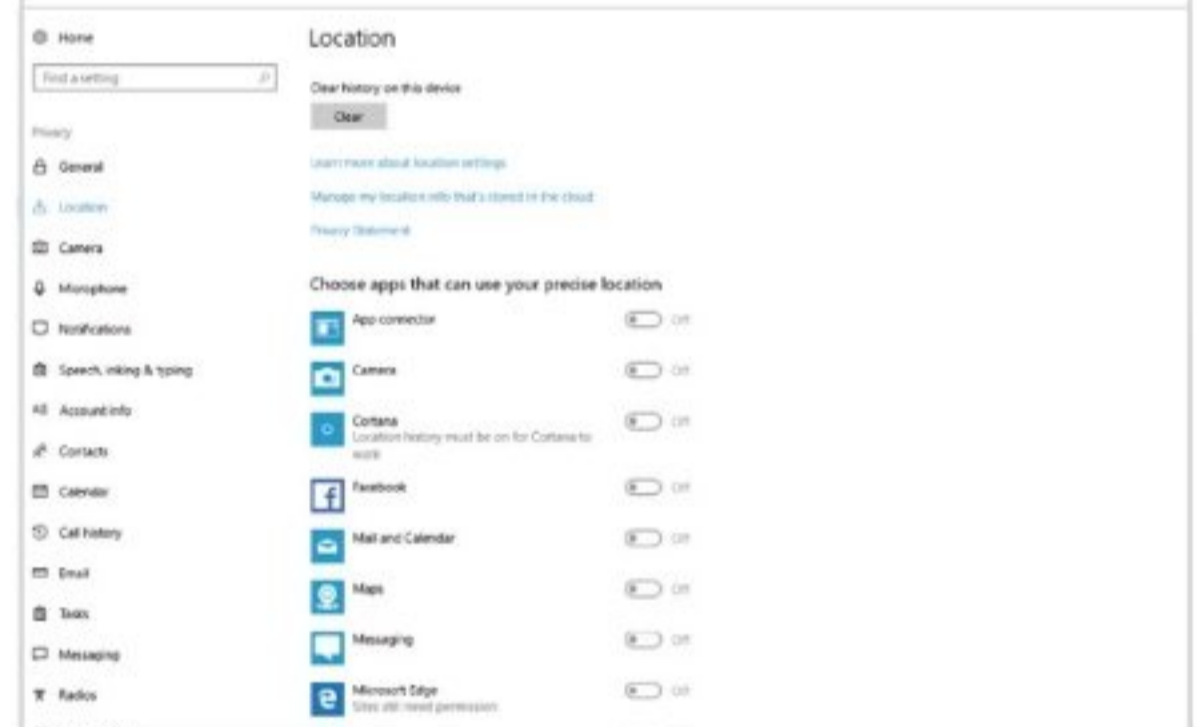 Home
Find a setting
Privacy
General
Location
Camera
Microphone
Notifications
Speech, inking & typing
Account info
Contacts
Calendar
Call history
Email
Tasks
Messaging
Radios
Location
Clear history on this device
Clear
Learn more about location settings
Manage my location info that's stored in the cloud
Privacy Statement
Choose apps that can use your precise location
App connector Off
Camera Off
Cortana Off
Location history must be on for Cortana to
work
Facebook Off
Mail and Calendar Off
Maps Off
Messaging Off
Microsoft Edge Off
Sites still need permission